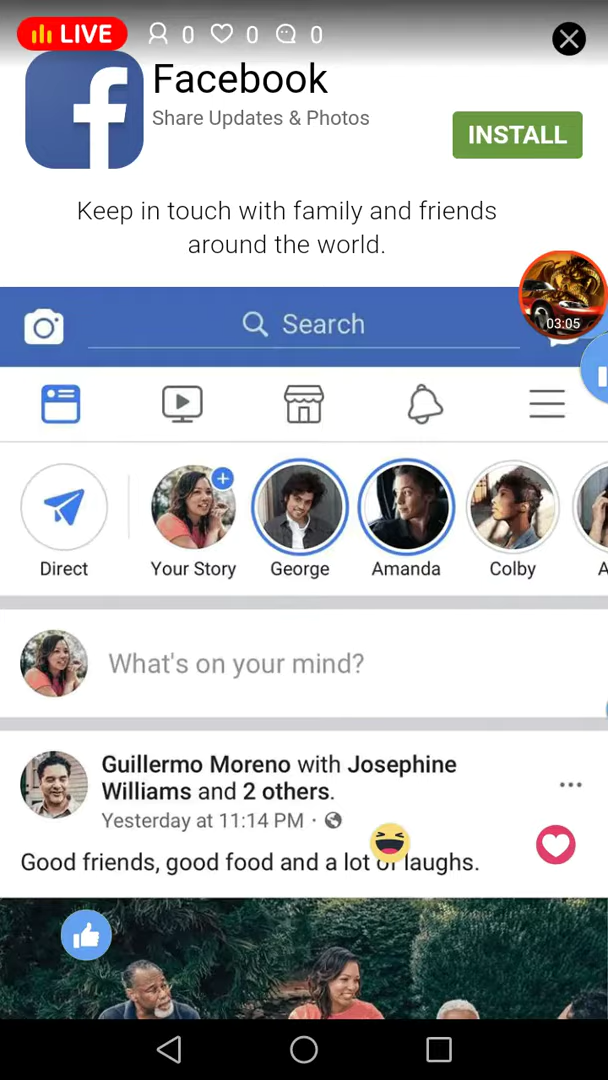 LIVE 0 0 0
Facebook
Share Updates & Photos
INSTALL
Keep in touch with family and friends
around the world.
Search
03:05
Direct
Your Story
George
Amanda
Colby
A
What's on your mind?
Guillermo Moreno with Josephine
Williams and 2 others.
Yesterday at 11:14 PM ·
Good friends, good food and a lot of laughs.